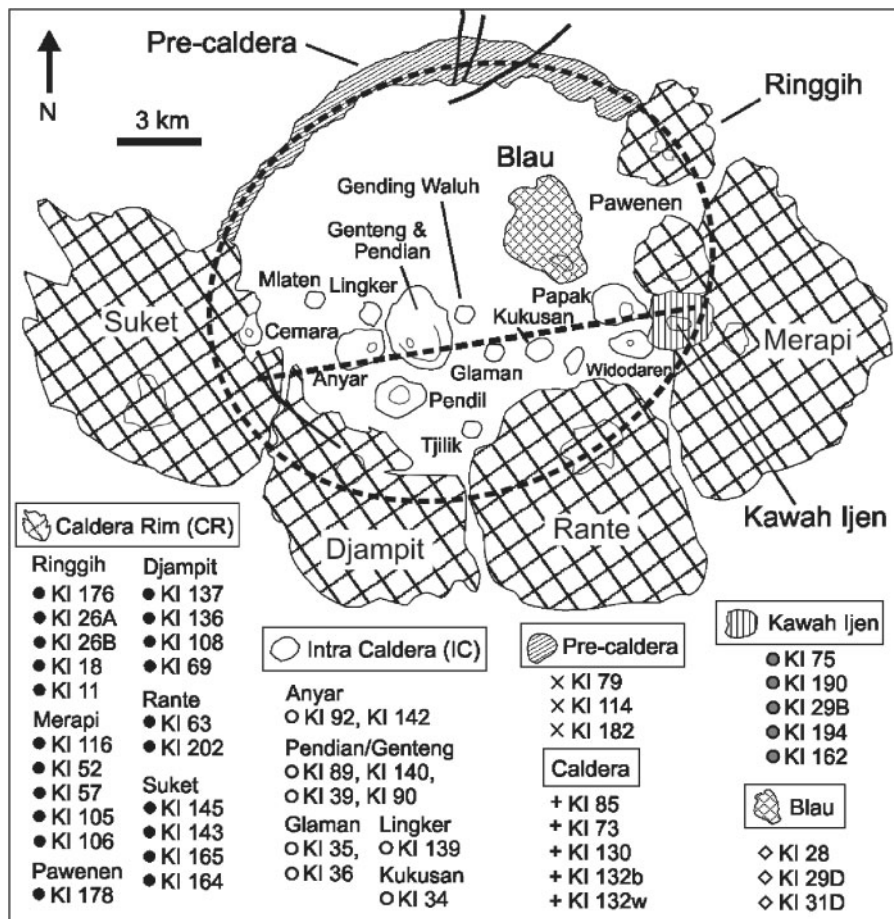 Pre-caldera
N
3 km
Ringgih
Blau
Gending Waluh
Pawenen
Genteng &
Pendian
Mlaten
Lingker
Papak
Kukusan
Suket
Cemara
Merapi
Anyar
Glaman
Widodaren
Pendil
Tjilik
Kawah Ijen
Djampit
Rante
Caldera Rim (CR)
Ringgih
● KI 176
● KI 26A
● KI 26B
● KI 18
● KI 11
Merapi
● KI 116
● KI 52
● KI 57
● KI 105
● KI 106
Pawenen
● KI 178
Djampit
● KI 137
● KI 136
● KI 108
● KI 69
Rante
● KI 63
● KI 202
Suket
● KI 145
● KI 143
● KI 165
● KI 164
Intra Caldera (IC)
Anyar
○ KI 92, KI 142
Pendian/Genteng
○ KI 89, KI 140,
○ KI 39, KI 90
Glaman
○ KI 35,
○ KI 36
Lingker
○ KI 139
Kukusan
○ KI 34
Pre-caldera
× KI 79
× KI 114
× KI 182
Caldera
+ KI 85
+ KI 73
+ KI 130
+ KI 132b
+ KI 132w
Kawah Ijen
● KI 75
● KI 190
● KI 29B
● KI 194
● KI 162
Blau
◇ KI 28
◇ KI 29D
◇ KI 31D